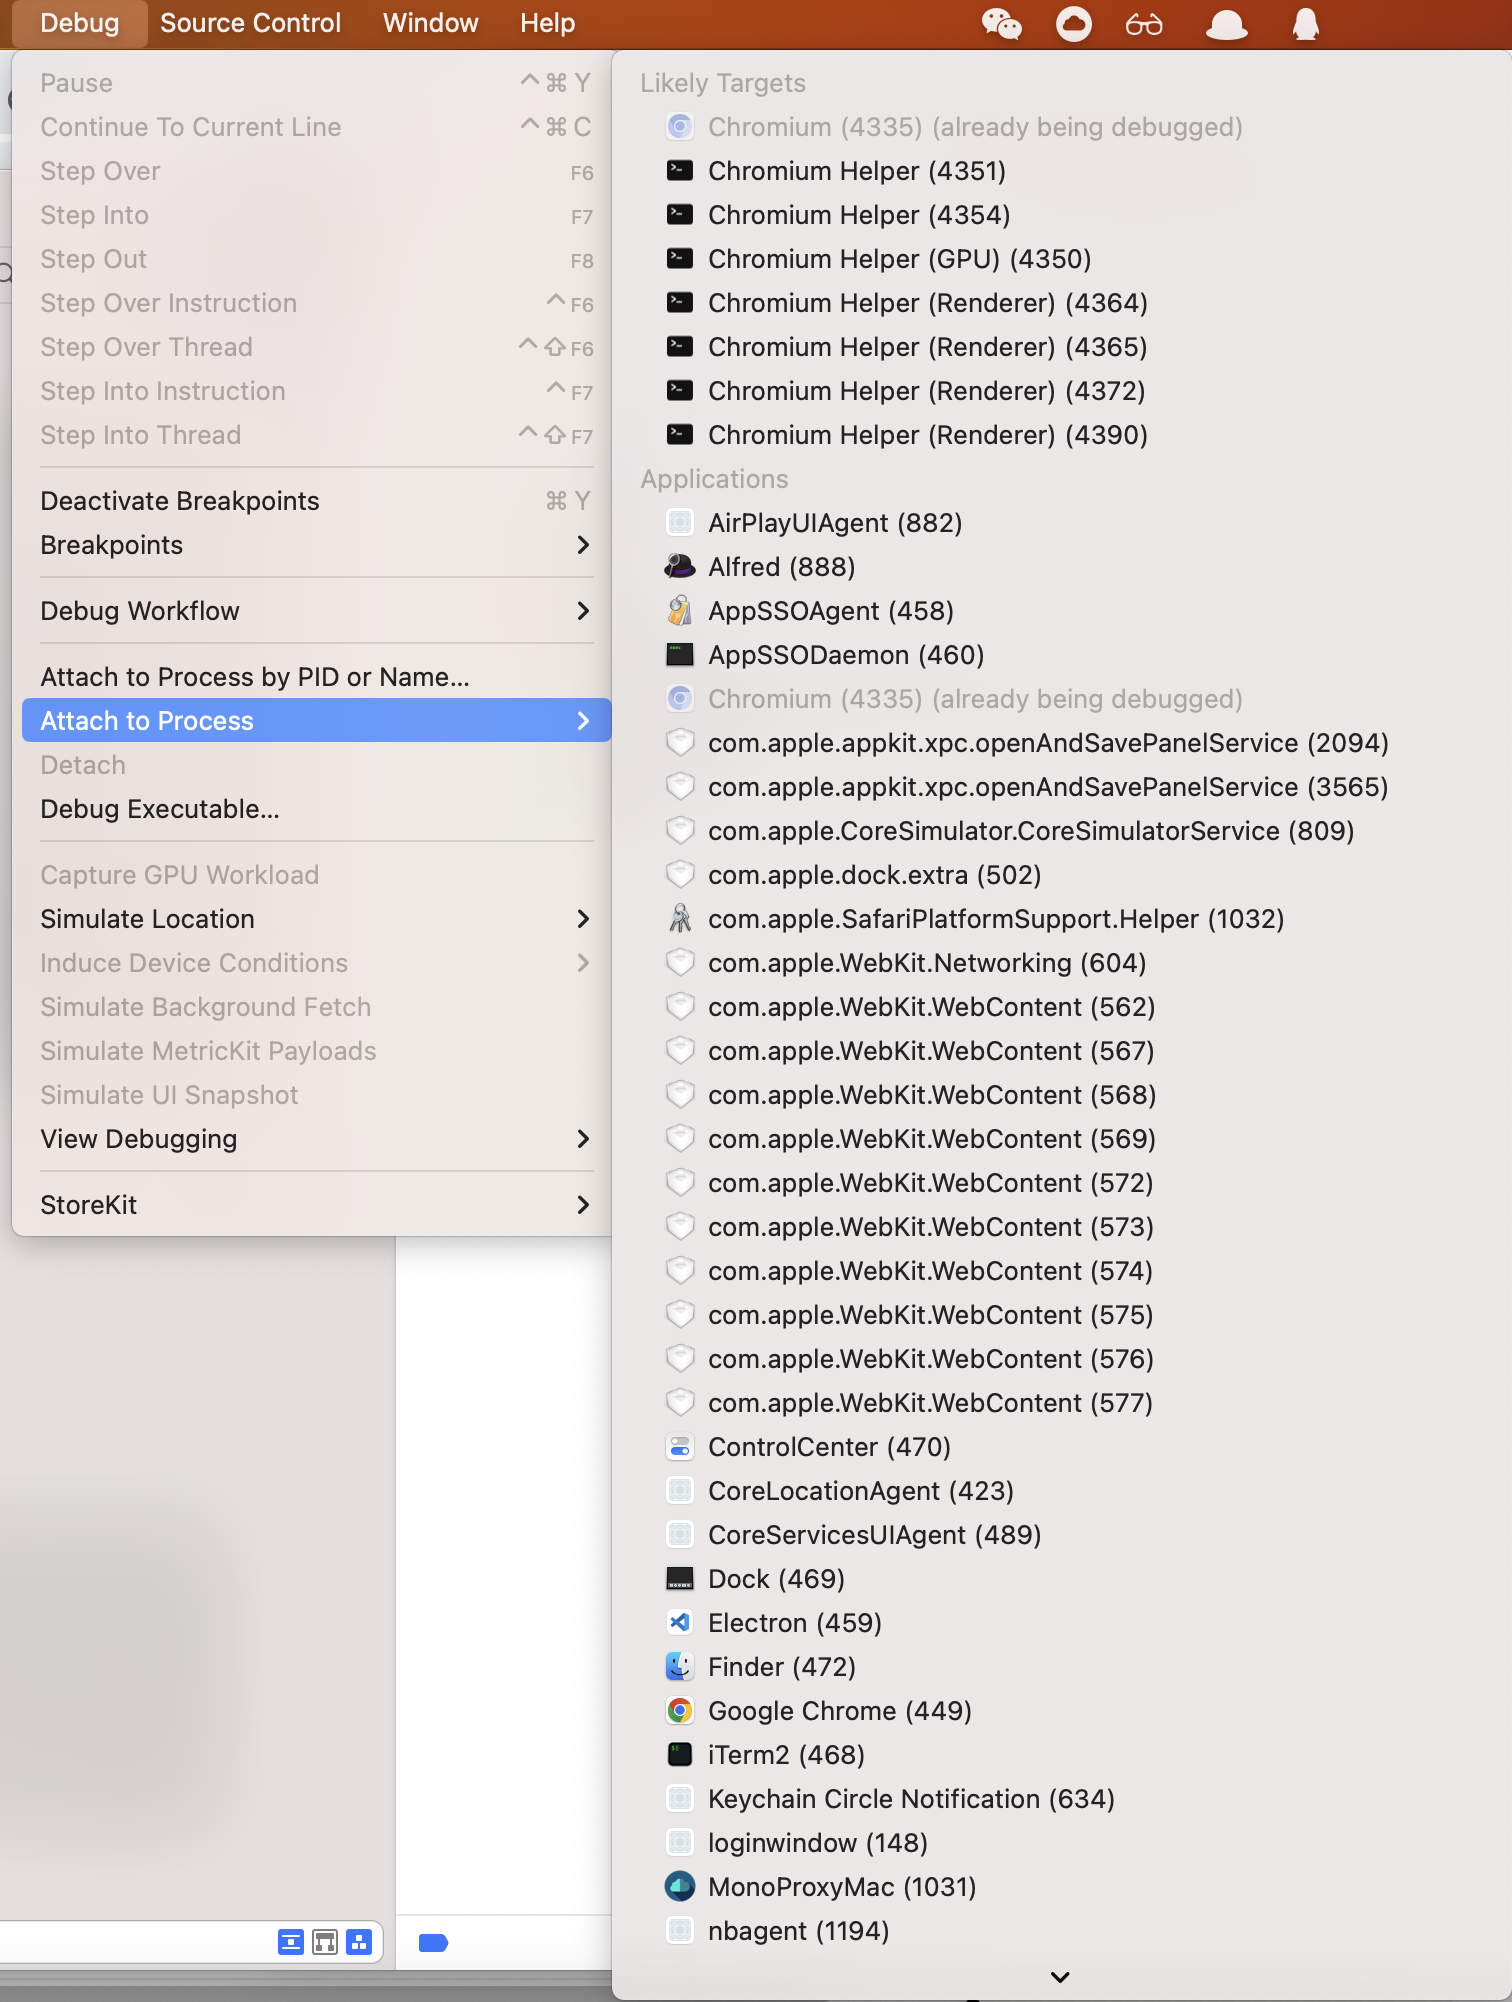 Debug Source Control Window Help
Pause ^⌘Y
Continue To Current Line ^⌘C
Step Over F6
Step Into F7
Step Out F8
Step Over Instruction ^F6
Step Over Thread ^⇧F6
Step Into Instruction ^F7
Step Into Thread ^⇧F7
Deactivate Breakpoints ⌘Y
Breakpoints
Debug Workflow
Attach to Process by PID or Name...
Attach to Process
Detach
Debug Executable...
Capture GPU Workload
Simulate Location
Induce Device Conditions
Simulate Background Fetch
Simulate MetricKit Payloads
Simulate UI Snapshot
View Debugging
StoreKit
Likely Targets
Chromium (4335) (already being debugged)
Chromium Helper (4351)
Chromium Helper (4354)
Chromium Helper (GPU) (4350)
Chromium Helper (Renderer) (4364)
Chromium Helper (Renderer) (4365)
Chromium Helper (Renderer) (4372)
Chromium Helper (Renderer) (4390)
Applications
AirPlayUIAgent (882)
Alfred (888)
AppSSOAgent (458)
AppSSODaemon (460)
Chromium (4335) (already being debugged)
com.apple.appkit.xpc.openAndSavePanelService (2094)
com.apple.appkit.xpc.openAndSavePanelService (3565)
com.apple.CoreSimulator.CoreSimulatorService (809)
com.apple.dock.extra (502)
com.apple.SafariPlatformSupport.Helper (1032)
com.apple.WebKit.Networking (604)
com.apple.WebKit.WebContent (562)
com.apple.WebKit.WebContent (567)
com.apple.WebKit.WebContent (568)
com.apple.WebKit.WebContent (569)
com.apple.WebKit.WebContent (572)
com.apple.WebKit.WebContent (573)
com.apple.WebKit.WebContent (574)
com.apple.WebKit.WebContent (575)
com.apple.WebKit.WebContent (576)
com.apple.WebKit.WebContent (577)
ControlCenter (470)
CoreLocationAgent (423)
CoreServicesUIAgent (489)
Dock (469)
Electron (459)
Finder (472)
Google Chrome (449)
iTerm2 (468)
Keychain Circle Notification (634)
loginwindow (148)
MonoProxyMac (1031)
nbagent (1194)